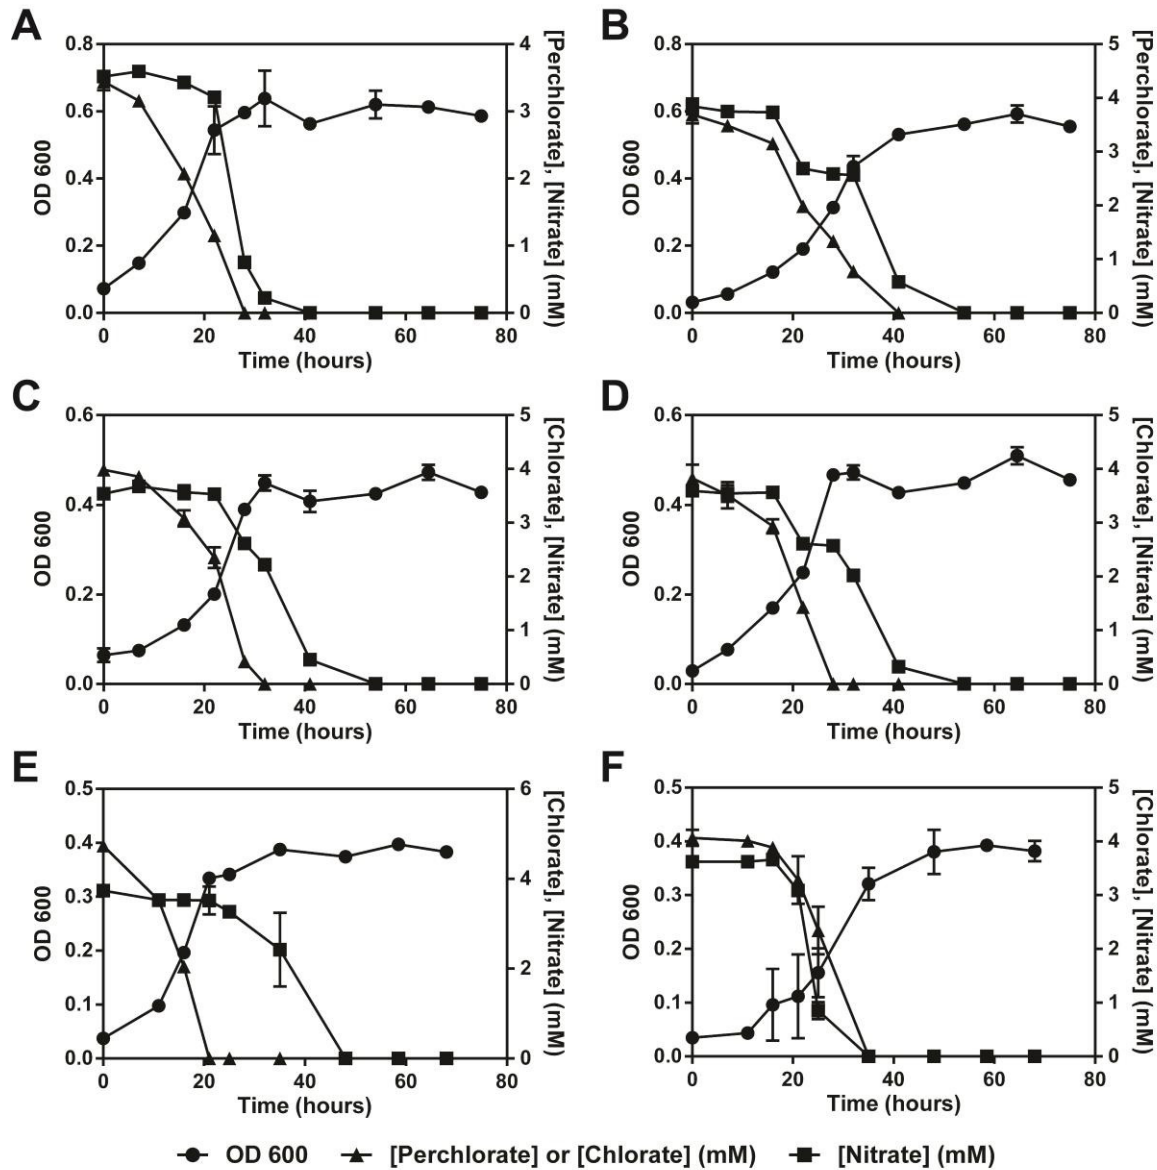 A
B
0.8
0.6
0.4
0.2
0.0
OD 600
4
3
2
1
0
[Perchlorate], [Nitrate] (mM)
0 20 40 60 80
Time (hours)
0.8
0.6
0.4
0.2
0.0
OD 600
5
4
3
2
1
0
[Perchlorate], [Nitrate] (mM)
0 20 40 60 80
Time (hours)
C
D
0.6
0.4
0.2
0.0
OD 600
5
4
3
2
1
0
[Chlorate], [Nitrate] (mM)
0 20 40 60 80
Time (hours)
0.6
0.4
0.2
0.0
OD 600
5
4
3
2
1
0
[Chlorate], [Nitrate] (mM)
0 20 40 60 80
Time (hours)
E
F
0.5
0.4
0.3
0.2
0.1
0.0
OD 600
6
4
2
0
[Chlorate], [Nitrate] (mM)
0 20 40 60 80
Time (hours)
0.5
0.4
0.3
0.2
0.1
0.0
OD 600
5
4
3
2
1
0
[Chlorate], [Nitrate] (mM)
0 20 40 60 80
Time (hours)
OD 600 [Perchlorate] or [Chlorate] (mM) [Nitrate] (mM)